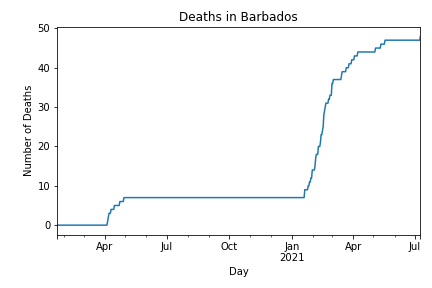 Deaths in Barbados
Number of Deaths
50
40
30
20
10
0
Apr
Jul
Oct
Jan
2021
Apr
Jul
Day